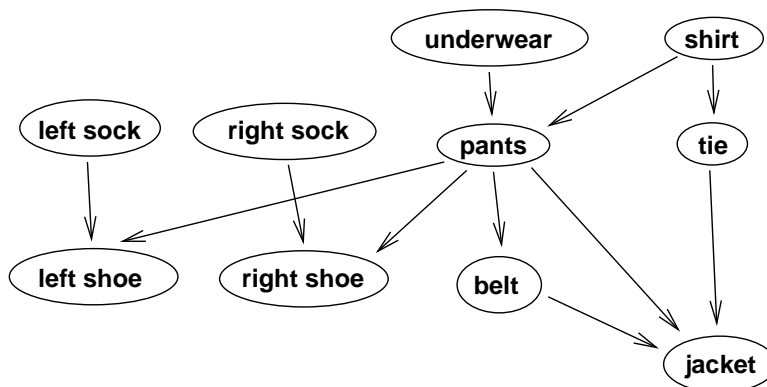 underwear
shirt
left sock
right sock
pants
tie
left shoe
right shoe
belt
jacket